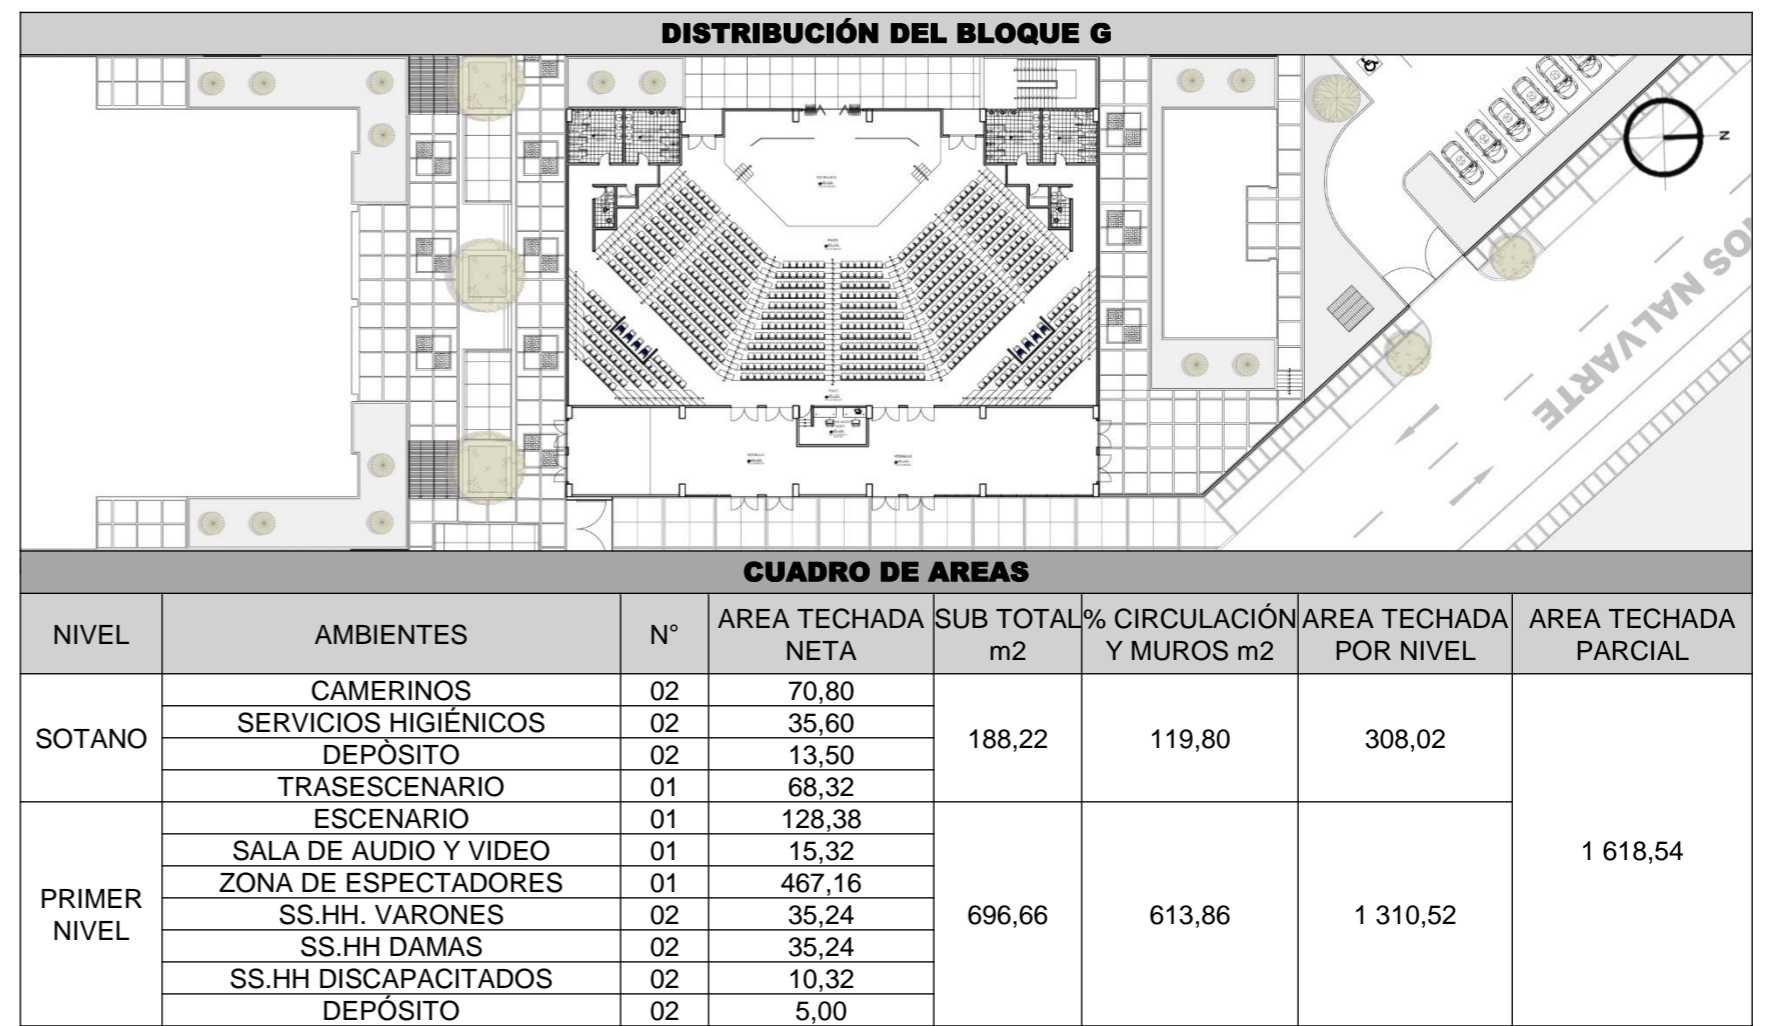 DISTRIBUCIÓN DEL BLOQUE G
N
OS NALVARTE
CUADRO DE AREAS
NIVEL AMBIENTES N° AREA TECHADA NETA SUB TOTAL m2 % CIRCULACIÓN Y MUROS m2 AREA TECHADA POR NIVEL AREA TECHADA PARCIAL
SOTANO CAMERINOS 02 70,80 188,22 119,80 308,02 1 618,54
SERVICIOS HIGIÉNICOS 02 35,60
DEPÒSITO 02 13,50
TRASESCENARIO 01 68,32
PRIMER NIVEL ESCENARIO 01 128,38 696,66 613,86 1 310,52
SALA DE AUDIO Y VIDEO 01 15,32
ZONA DE ESPECTADORES 01 467,16
SS.HH. VARONES 02 35,24
SS.HH DAMAS 02 35,24
SS.HH DISCAPACITADOS 02 10,32
DEPÓSITO 02 5,00